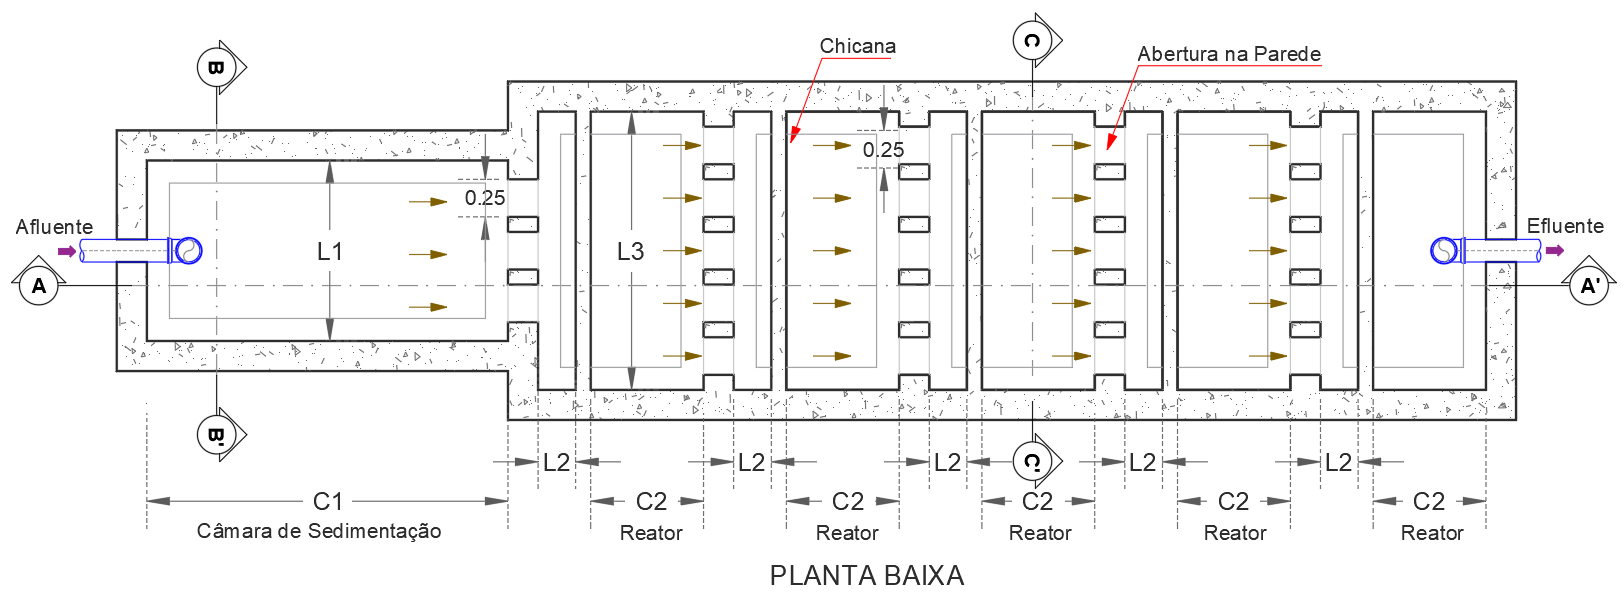 B
C
Chicana
Abertura na Parede
0.25
0.25
Afluente
L1
L3
Efluente
A
A'
B'
C'
L2
L2
L2
L2
L2
C1
C2
C2
C2
C2
C2
Câmara de Sedimentação
Reator
Reator
Reator
Reator
Reator
PLANTA BAIXA